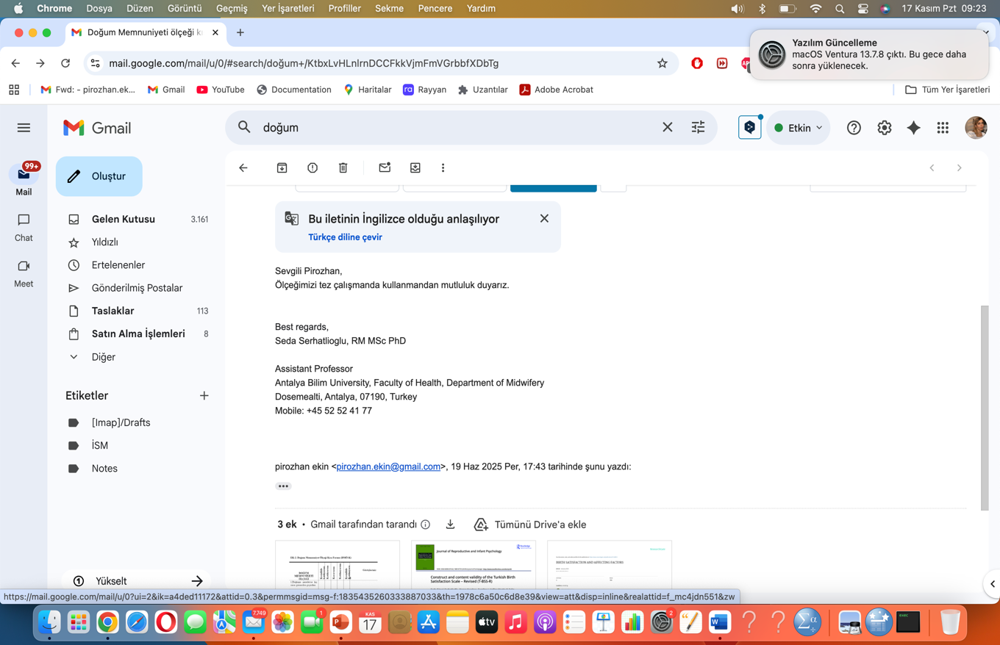 Chrome Dosya Düzen Görüntü Geçmiş Yer İşaretleri Profiller Sekme Pencere Yardım 17 Kasım Pzt 09:23
Doğum Memnuniyeti ölçeği
Yazılım Güncelleme
macOS Ventura 13.7.8 çıktı. Bu gece daha
sonra yüklenecek.
mail.google.com/mail/u/0/#search/doğum+/KtbxLvHLnlrnDCCFkkVjmFmVGrbbfXDbTg
Fwd: - pirozhan.ek... Gmail YouTube Documentation Haritalar Rayyan Uzantılar Adobe Acrobat Tüm Yer İşaretleri
Gmail
doğum
Etkin
99+
Mail
Chat
Meet
Oluştur
Gelen Kutusu 3.161
Yıldızlı
Ertelenenler
Gönderilmiş Postalar
Taslaklar 113
Satın Alma İşlemleri 8
Diğer
Etiketler
[Imap]/Drafts
İSM
Notes
Yükselt
Bu iletinin İngilizce olduğu anlaşılıyor
Türkçe diline çevir
Sevgili Pirozhan,
Ölçeğimizi tez çalışmanda kullanmandan mutluluk duyarız.
Best regards,
Seda Serhatlioglu, RM MSc PhD
Assistant Professor
Antalya Bilim University, Faculty of Health, Department of Midwifery
Dosemealti, Antalya, 07190, Turkey
Mobile: +45 52 52 41 77
pirozhan ekin <pirozhan.ekin@gmail.com>, 19 Haz 2025 Per, 17:43 tarihinde şunu yazdı:
3 ek • Gmail tarafından tarandı Tümünü Drive'a ekle
Journal of Reproductive and Infant Psychology
Construct and content validity of the Turkish Birth
Satisfaction Scale – Revised (T-BSS-R)
BIRTH SATISFACTION AND AFFECTING FACTORS
https://mail.google.com/mail/u/0?ui=2&ik=a4ded11172&attid=0.3&permmsgid=msg-f:1835435260333887033&th=1978c6a50c6d8e39&view=att&disp=inline&realattid=f_mc4jdn551&zw
7.749
1
KAS
17
tv
2
exec